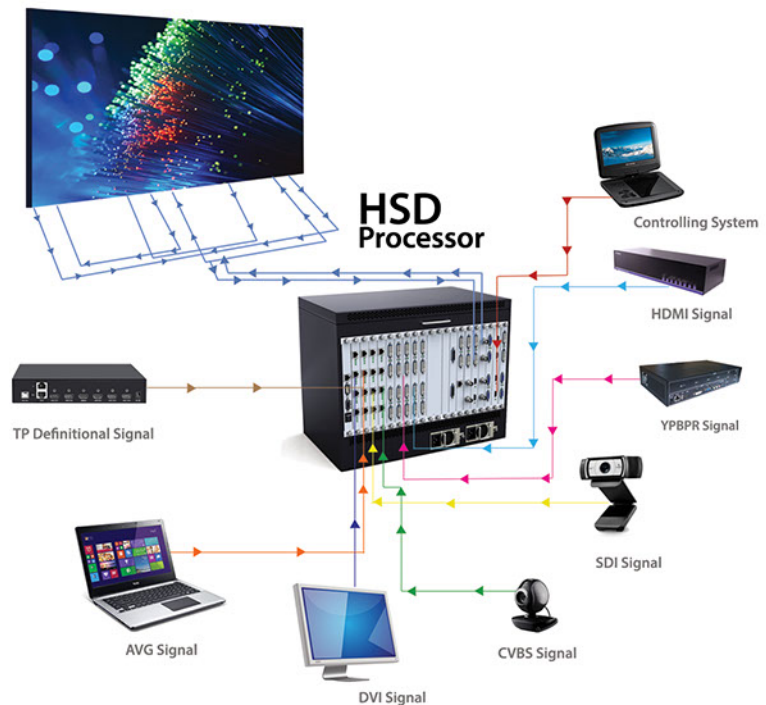 HSD
Processor
Controlling System
HDMI Signal
TP Definitional Signal
YPBPR Signal
SDI Signal
AVG Signal
CVBS Signal
DVI Signal